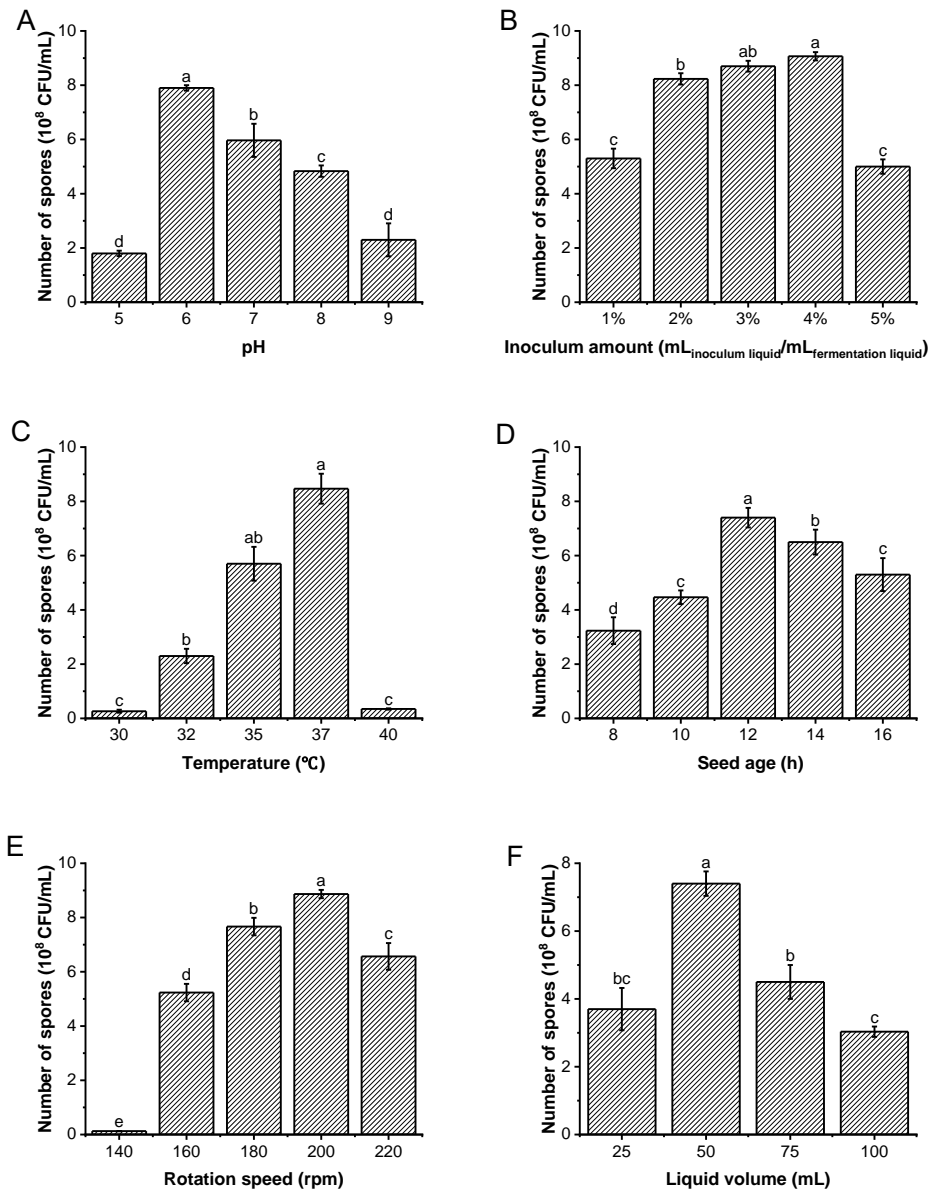 A
Number of spores (10⁸ CFU/mL)
10
8
6
4
2
0
d
a
b
c
d
5 6 7 8 9
pH
B
Number of spores (10⁸ CFU/mL)
10
8
6
4
2
0
c
b
ab
a
c
1% 2% 3% 4% 5%
Inoculum amount (mL_inoculum liquid/mL_fermentation liquid)
C
Number of spores (10⁸ CFU/mL)
10
8
6
4
2
0
c
b
ab
a
c
30 32 35 37 40
Temperature (℃)
D
Number of spores (10⁸ CFU/mL)
10
8
6
4
2
0
d
c
a
b
c
8 10 12 14 16
Seed age (h)
E
Number of spores (10⁸ CFU/mL)
10
8
6
4
2
0
e
d
b
a
c
140 160 180 200 220
Rotation speed (rpm)
F
Number of spores (10⁸ CFU/mL)
8
6
4
2
0
bc
a
b
c
25 50 75 100
Liquid volume (mL)